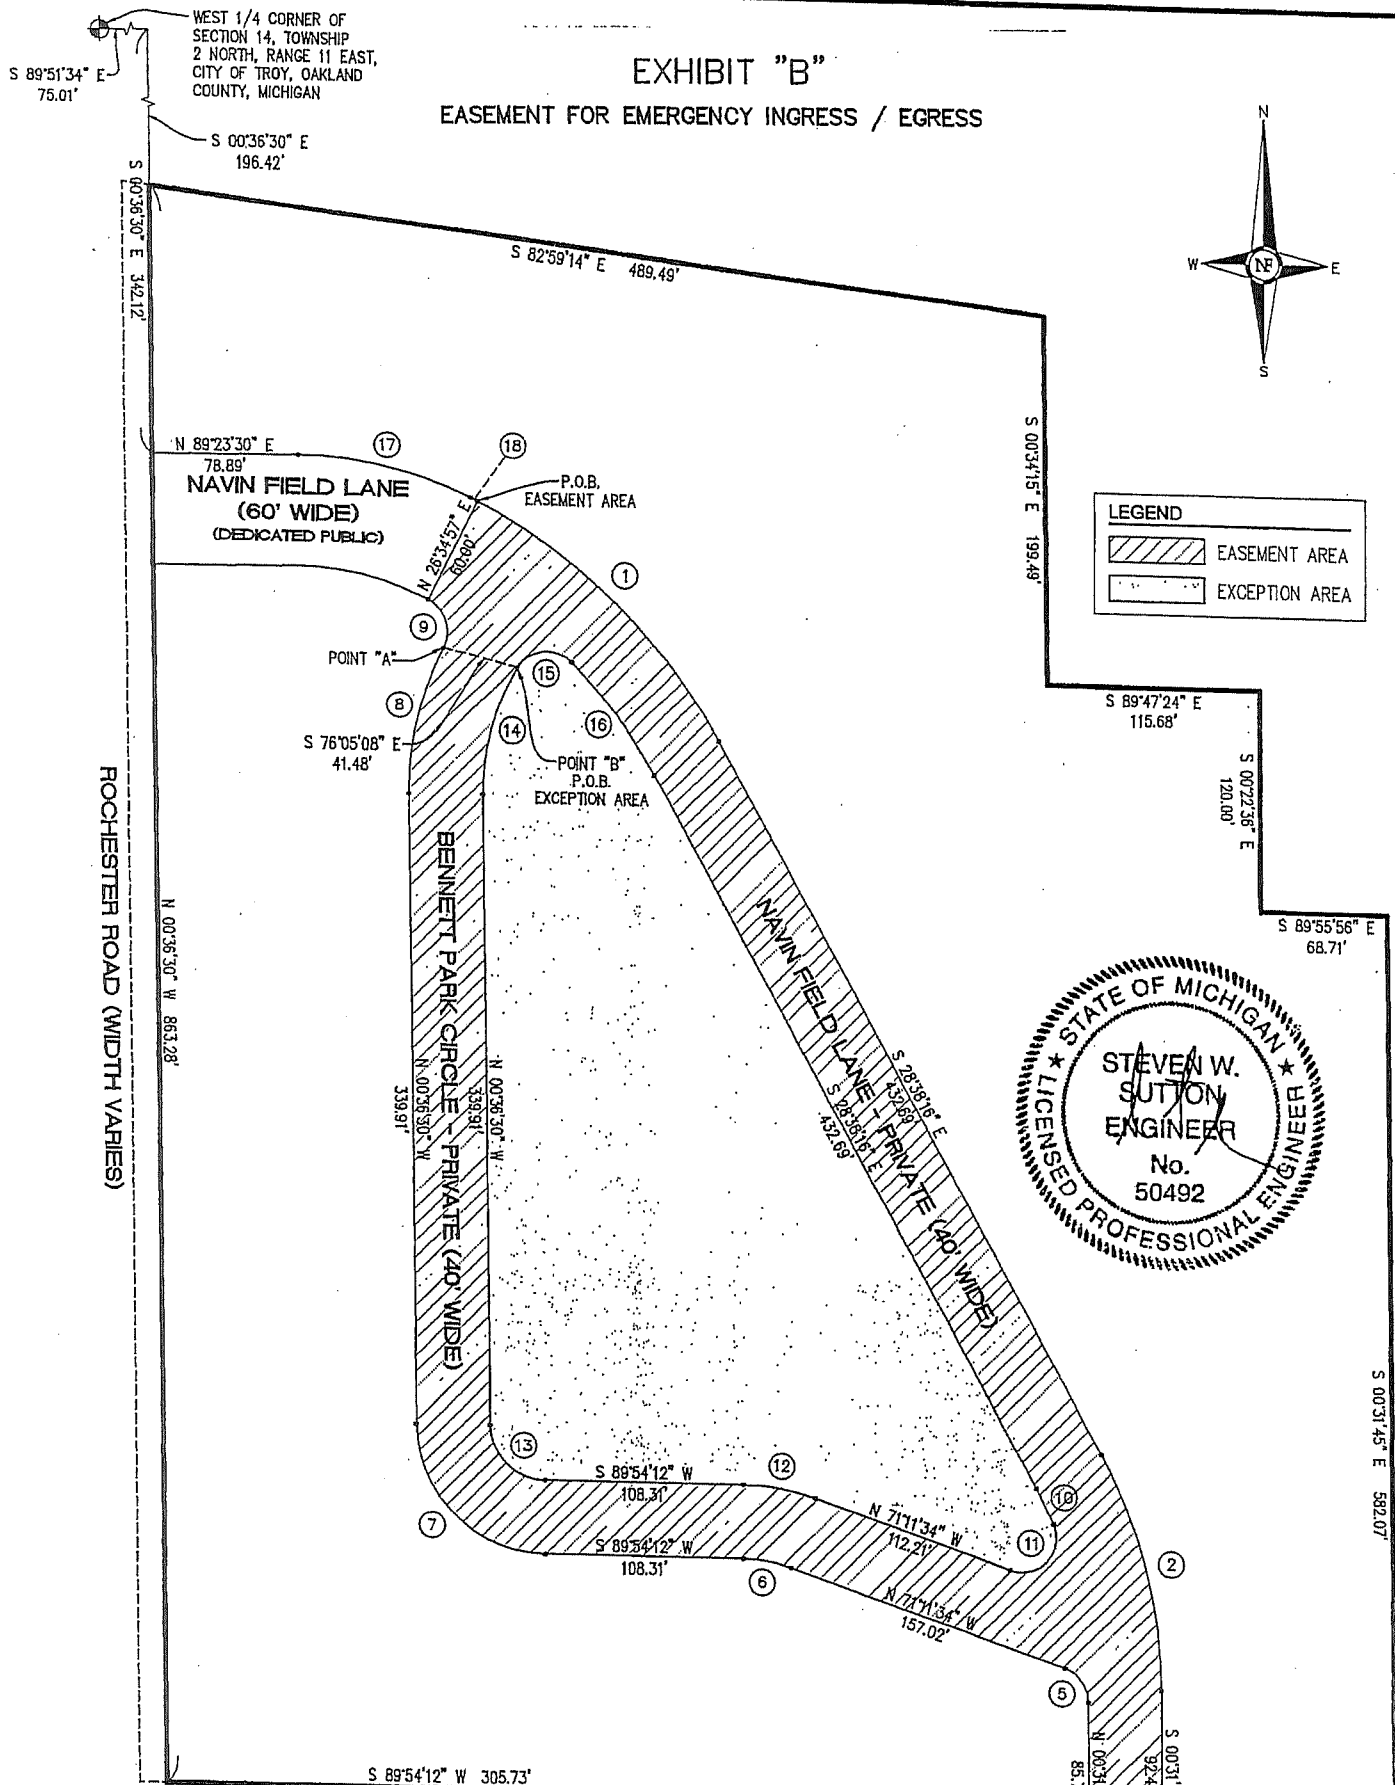 WEST 1/4 CORNER OF
SECTION 14, TOWNSHIP
2 NORTH, RANGE 11 EAST,
CITY OF TROY, OAKLAND
COUNTY, MICHIGAN
S 89°51'34" E
75.01'
S 00°36'30" E
196.42'
EXHIBIT "B"
EASEMENT FOR EMERGENCY INGRESS / EGRESS
N
W
NF
E
S
S 00°36'30" E 342.12'
S 82°59'14" E 489.49'
S 00°34'15" E 199.49'
N 89°23'30" E
78.89'
17
18
NAVIN FIELD LANE
(60' WIDE)
(DEDICATED PUBLIC)
P.O.B.
EASEMENT AREA
N 26°34'57" E
60.00'
LEGEND
EASEMENT AREA
EXCEPTION AREA
1
9
POINT "A"
8
15
14
16
S 76°05'08" E
41.48'
POINT "B"
P.O.B.
EXCEPTION AREA
S 89°47'24" E
115.68'
S 00°22'36" E
120.00'
S 89°55'56" E
68.71'
ROCHESTER ROAD (WIDTH VARIES)
N 00°36'30" W 863.28'
BENNETT PARK CIRCLE - PRIVATE (40' WIDE)
N 00°36'30" W
339.91'
N 00°36'30" W
339.91'
NAVIN FIELD LANE - PRIVATE (40' WIDE)
S 28°38'16" E
432.69'
S 28°38'16" E
432.69'
STATE OF MICHIGAN
STEVEN W.
SUTTON
ENGINEER
No.
50492
LICENSED PROFESSIONAL ENGINEER
S 00°31'45" E 582.07'
13
S 89°54'12" W
108.31'
12
N 71°11'34" W
112.21'
10
11
7
S 89°54'12" W
108.31'
6
N 71°11'34" W
157.02'
2
5
S 89°54'12" W 305.73'